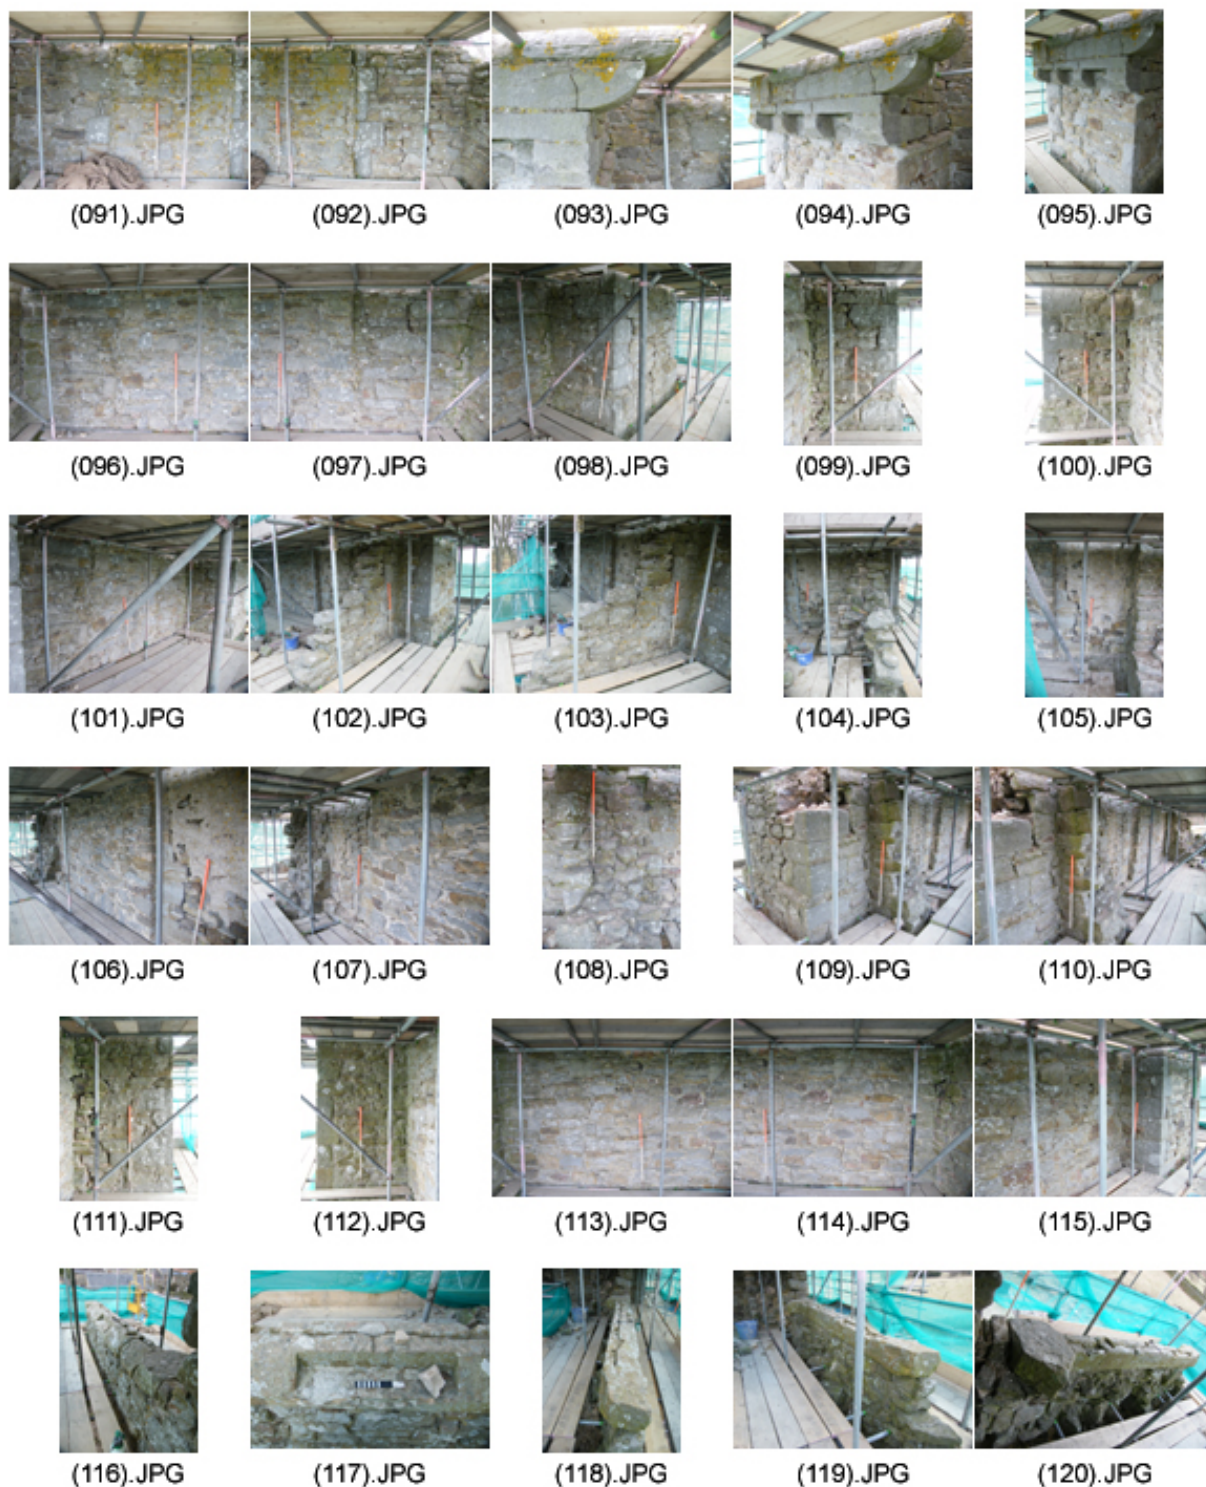 (091).JPG (092).JPG (093).JPG (094).JPG (095).JPG
(096).JPG (097).JPG (098).JPG (099).JPG (100).JPG
(101).JPG (102).JPG (103).JPG (104).JPG (105).JPG
(106).JPG (107).JPG (108).JPG (109).JPG (110).JPG
(111).JPG (112).JPG (113).JPG (114).JPG (115).JPG
(116).JPG (117).JPG (118).JPG (119).JPG (120).JPG